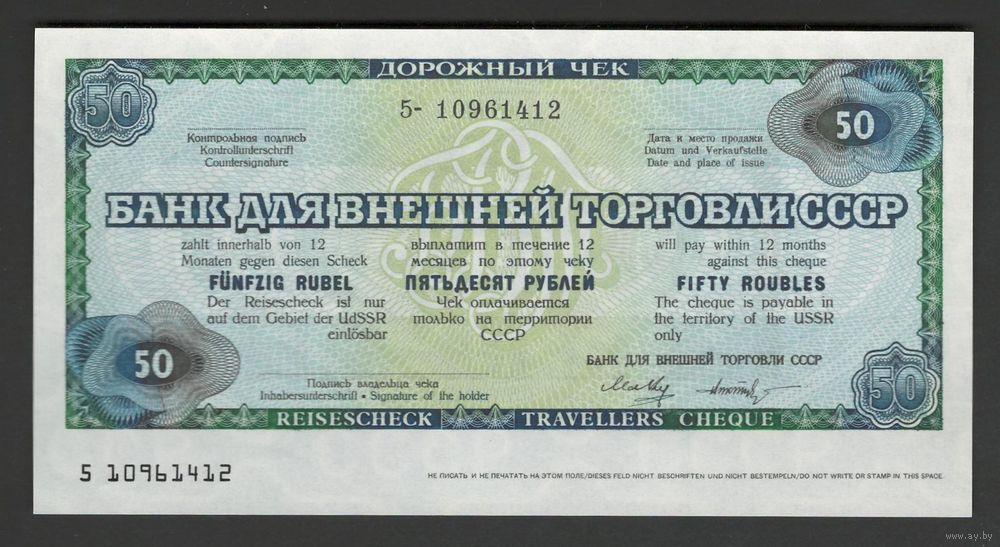 ДОРОЖНЫЙ ЧЕК
50
5- 10961412
50
Контрольная подпись
Kontrollunterschrift
Countersignature
Дата и место продажи
Datum und Verkaufstelle
Date and place of issue
БАНК ДЛЯ ВНЕШНЕЙ ТОРГОВЛИ СССР
zahlt innerhalb von 12
Monaten gegen diesen Scheck
FÜNFZIG RUBEL
Der Reisescheck ist nur
auf dem Gebiet der UdSSR
einlösbar
выплатит в течение 12
месяцев по этому чеку
ПЯТЬДЕСЯТ РУБЛЕЙ
Чек оплачивается
только на территории
СССР
will pay within 12 months
against this cheque
FIFTY ROUBLES
The cheque is payable in
the territory of the USSR
only
50
БАНК ДЛЯ ВНЕШНЕЙ ТОРГОВЛИ СССР
Подпись владельца чека
Inhabersunterschrift • Signature of the holder
50
REISESCHECK TRAVELLERS CHEQUE
5 10961412
НЕ ПИСАТЬ И НЕ ПЕЧАТАТЬ НА ЭТОМ ПОЛЕ/DIESES FELD NICHT BESCHRIFTEN UND NICHT BESTEMPELN/DO NOT WRITE OR STAMP IN THIS SPACE
www.ay.by